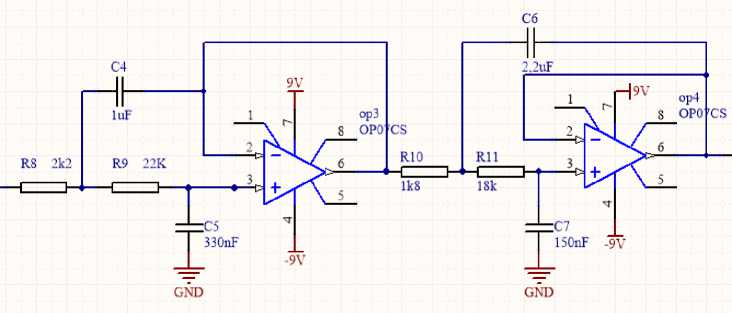 C6
2.2uF
C4
1uF
9V
9V
op3
OP07CS
op4
OP07CS
1
7
8
2
6
3
5
4
1
7
8
2
6
3
5
4
R8 2k2
R9 22K
R10
1k8
R11
18k
C5
330nF
C7
150nF
-9V
-9V
GND
GND